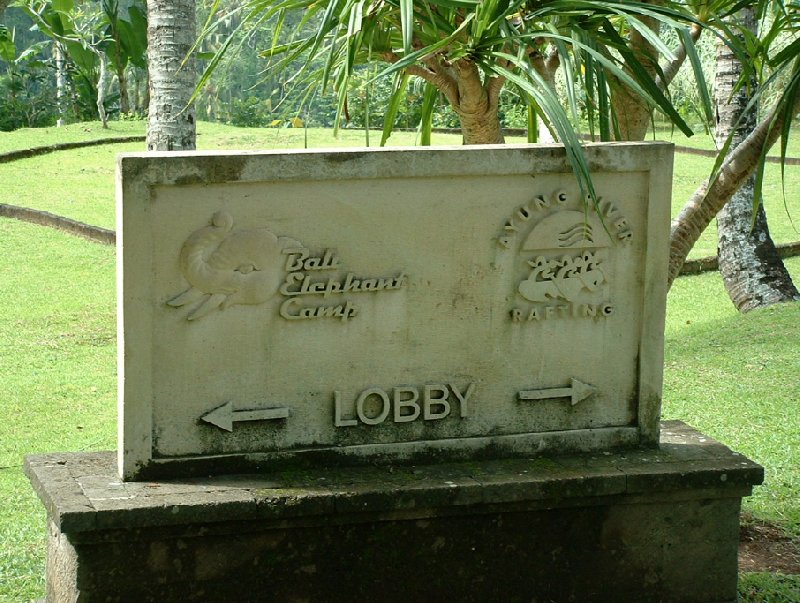 Bali
Elephant
Camp
AYUNG RIVER
RAFTING
LOBBY